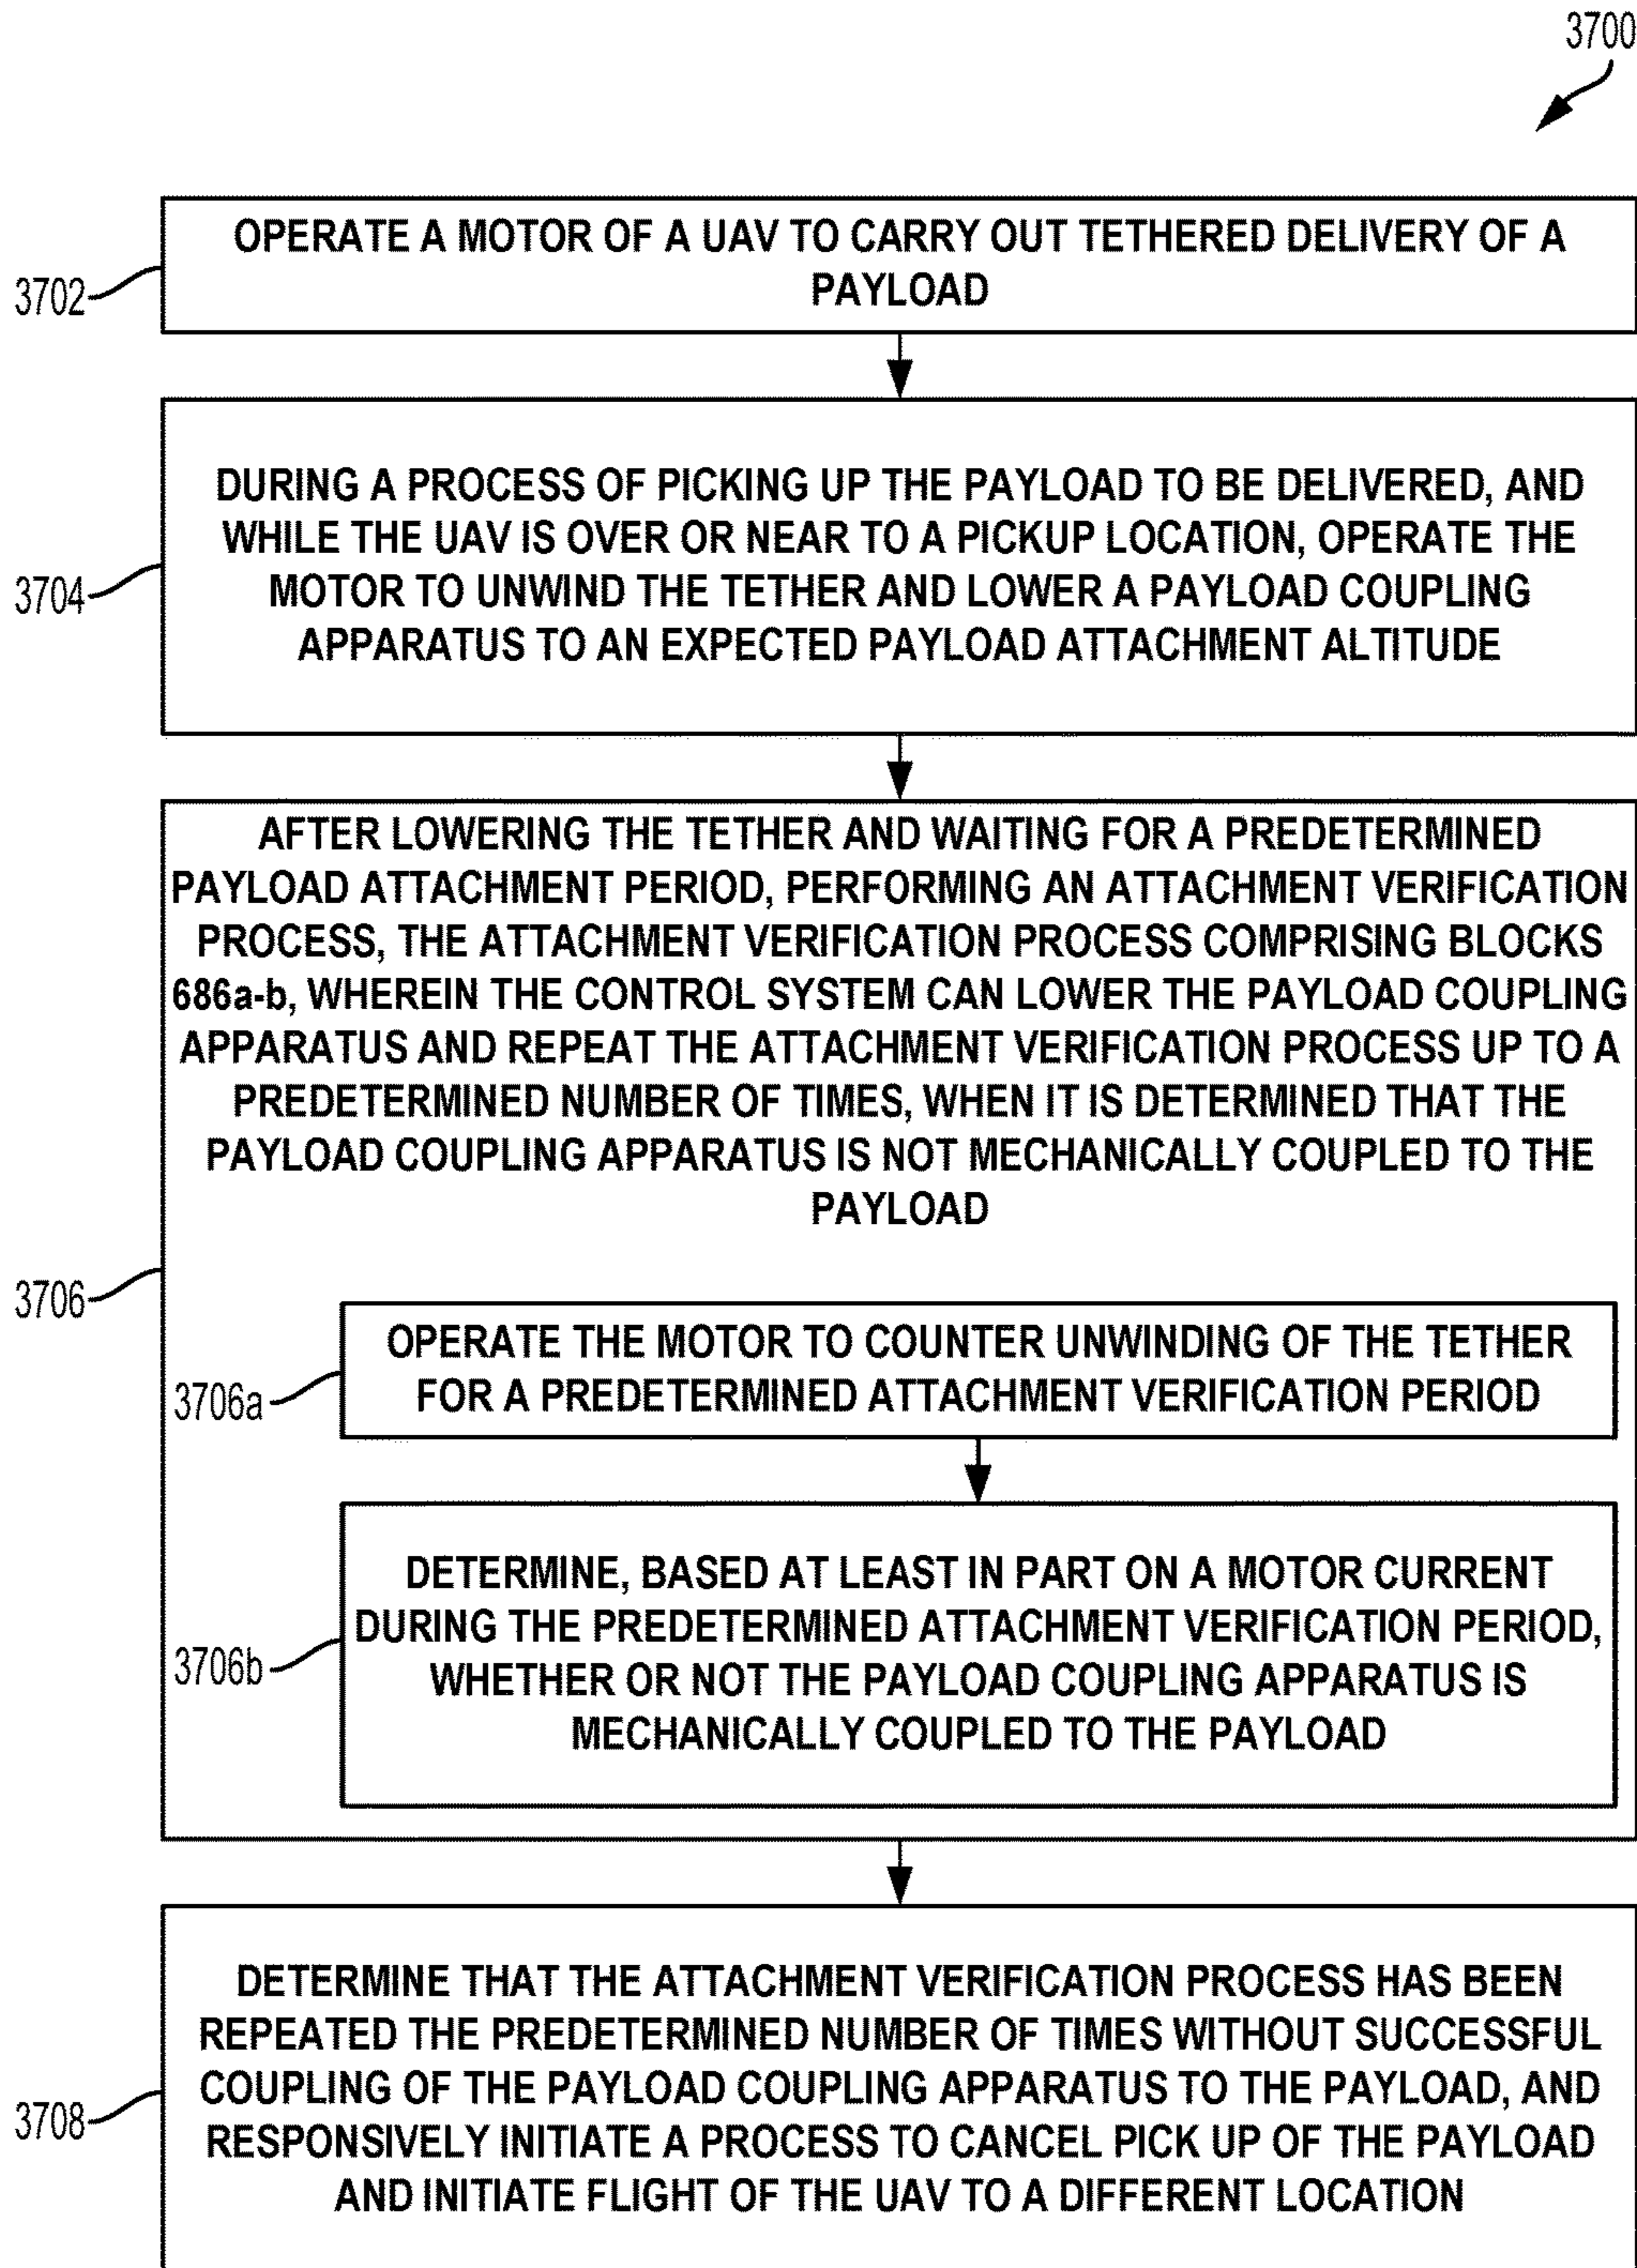 3700
OPERATE A MOTOR OF A UAV TO CARRY OUT TETHERED DELIVERY OF A
PAYLOAD
3702
DURING A PROCESS OF PICKING UP THE PAYLOAD TO BE DELIVERED, AND
WHILE THE UAV IS OVER OR NEAR TO A PICKUP LOCATION, OPERATE THE
MOTOR TO UNWIND THE TETHER AND LOWER A PAYLOAD COUPLING
APPARATUS TO AN EXPECTED PAYLOAD ATTACHMENT ALTITUDE
3704
AFTER LOWERING THE TETHER AND WAITING FOR A PREDETERMINED
PAYLOAD ATTACHMENT PERIOD, PERFORMING AN ATTACHMENT VERIFICATION
PROCESS, THE ATTACHMENT VERIFICATION PROCESS COMPRISING BLOCKS
686a-b, WHEREIN THE CONTROL SYSTEM CAN LOWER THE PAYLOAD COUPLING
APPARATUS AND REPEAT THE ATTACHMENT VERIFICATION PROCESS UP TO A
PREDETERMINED NUMBER OF TIMES, WHEN IT IS DETERMINED THAT THE
PAYLOAD COUPLING APPARATUS IS NOT MECHANICALLY COUPLED TO THE
PAYLOAD
3706
OPERATE THE MOTOR TO COUNTER UNWINDING OF THE TETHER
FOR A PREDETERMINED ATTACHMENT VERIFICATION PERIOD
3706a
DETERMINE, BASED AT LEAST IN PART ON A MOTOR CURRENT
DURING THE PREDETERMINED ATTACHMENT VERIFICATION PERIOD,
WHETHER OR NOT THE PAYLOAD COUPLING APPARATUS IS
MECHANICALLY COUPLED TO THE PAYLOAD
3706b
DETERMINE THAT THE ATTACHMENT VERIFICATION PROCESS HAS BEEN
REPEATED THE PREDETERMINED NUMBER OF TIMES WITHOUT SUCCESSFUL
COUPLING OF THE PAYLOAD COUPLING APPARATUS TO THE PAYLOAD, AND
RESPONSIVELY INITIATE A PROCESS TO CANCEL PICK UP OF THE PAYLOAD
AND INITIATE FLIGHT OF THE UAV TO A DIFFERENT LOCATION
3708